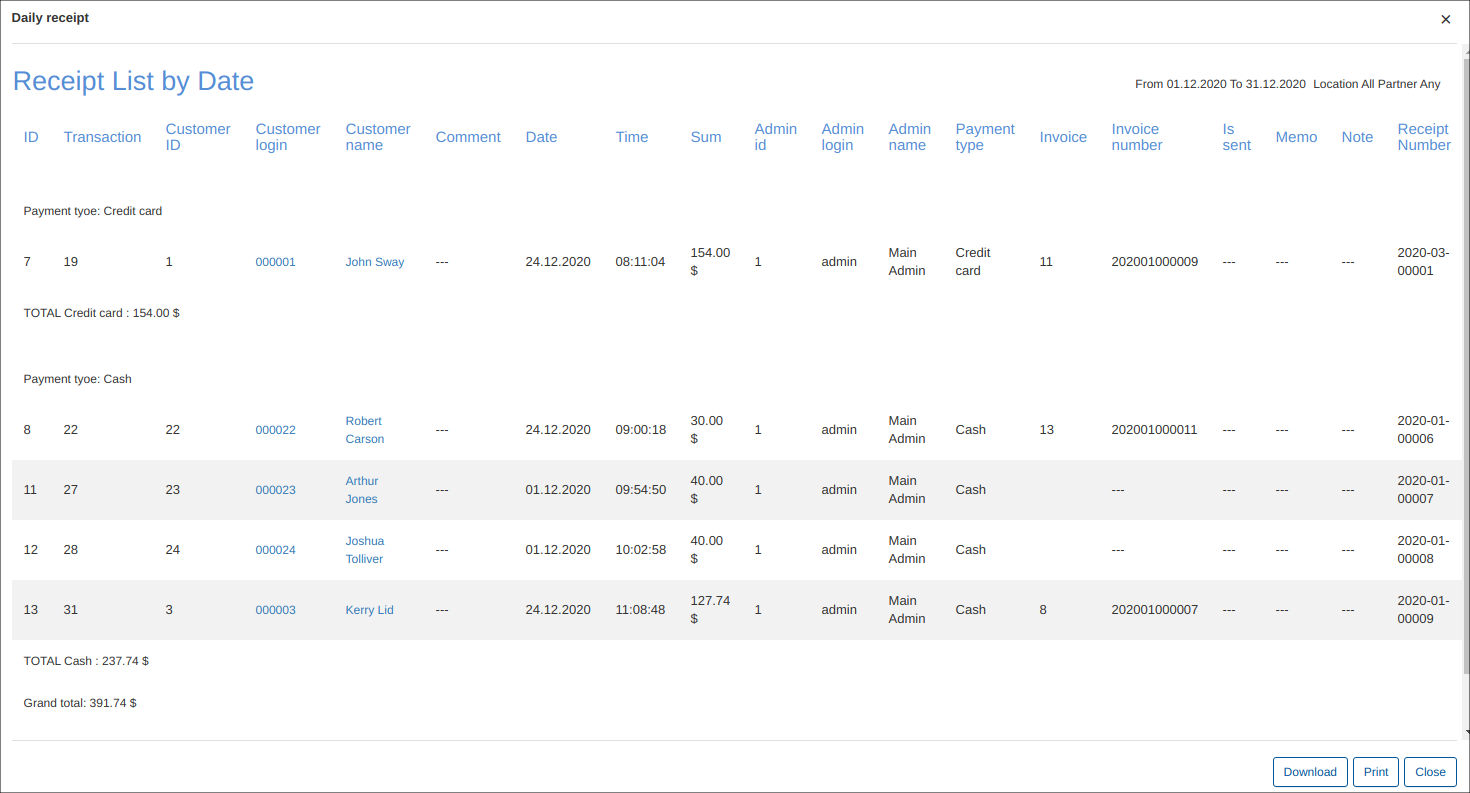 Daily receipt ×
Receipt List by Date From 01.12.2020 To 31.12.2020 Location All Partner Any
ID Transaction Customer ID Customer login Customer name Comment Date Time Sum Admin id Admin login Admin name Payment type Invoice Invoice number Is sent Memo Note Receipt Number
Payment tyoe: Credit card
7 19 1 000001 John Sway --- 24.12.2020 08:11:04 154.00 $ 1 admin Main Admin Credit card 11 202001000009 --- --- --- 2020-03-00001
TOTAL Credit card : 154.00 $
Payment tyoe: Cash
8 22 22 000022 Robert Carson --- 24.12.2020 09:00:18 30.00 $ 1 admin Main Admin Cash 13 202001000011 --- --- --- 2020-01-00006
11 27 23 000023 Arthur Jones --- 01.12.2020 09:54:50 40.00 $ 1 admin Main Admin Cash --- --- --- --- 2020-01-00007
12 28 24 000024 Joshua Tolliver --- 01.12.2020 10:02:58 40.00 $ 1 admin Main Admin Cash --- --- --- --- 2020-01-00008
13 31 3 000003 Kerry Lid --- 24.12.2020 11:08:48 127.74 $ 1 admin Main Admin Cash 8 202001000007 --- --- --- 2020-01-00009
TOTAL Cash : 237.74 $
Grand total: 391.74 $
Download Print Close